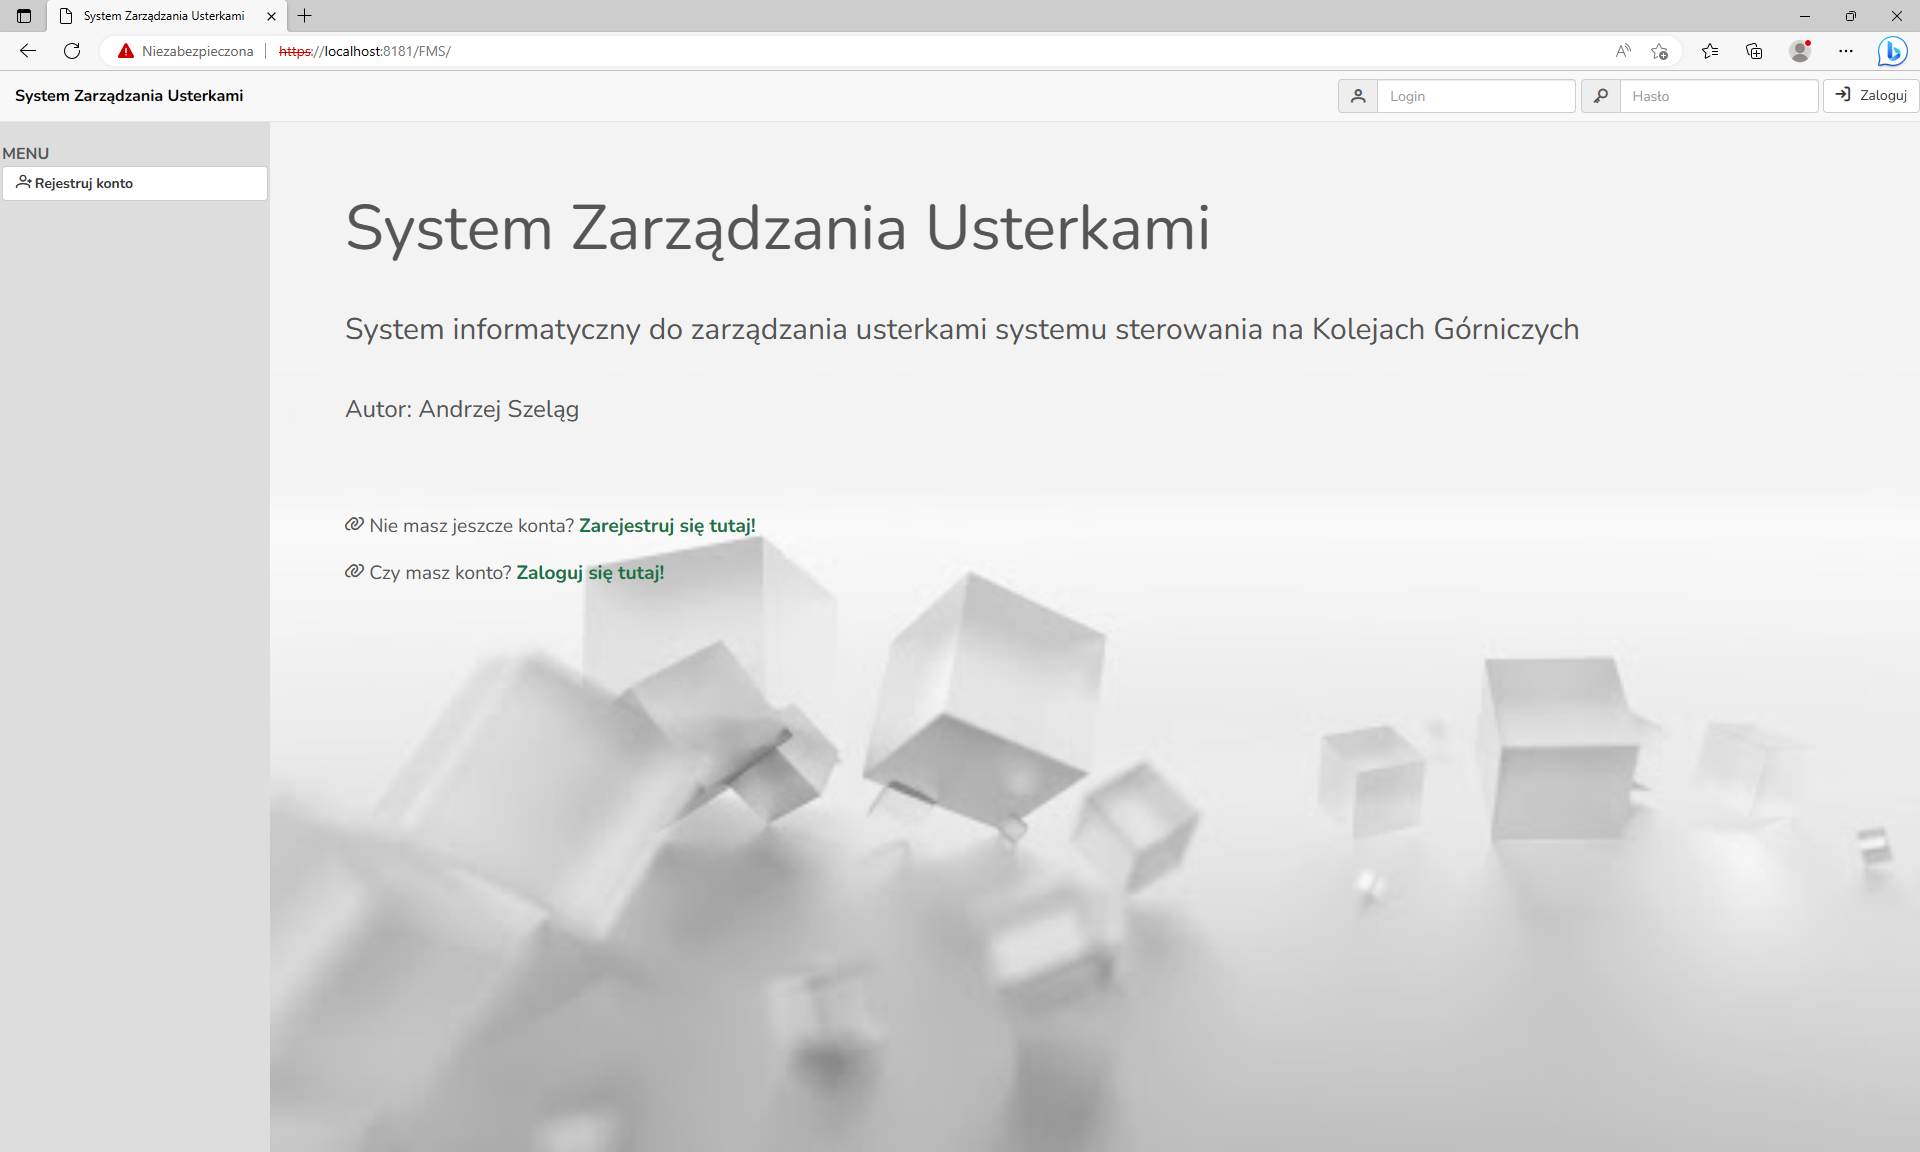 System Zarządzania Usterkami
Niezabezpieczona https://localhost:8181/FMS/
System Zarządzania Usterkami Login Hasło Zaloguj
MENU
Rejestruj konto
System Zarządzania Usterkami
System informatyczny do zarządzania usterkami systemu sterowania na Kolejach Górniczych
Autor: Andrzej Szeląg
Nie masz jeszcze konta? Zarejestruj się tutaj!
Czy masz konto? Zaloguj się tutaj!